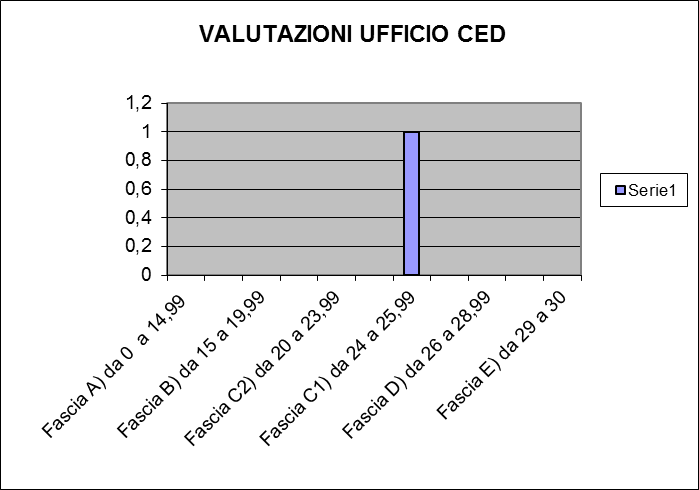 VALUTAZIONI UFFICIO CED
1,2
1
0,8
0,6
0,4
0,2
0
Serie1
Fascia A) da 0  a 14,99
Fascia B) da 15 a 19,99
Fascia C2) da 20 a 23,99
Fascia C1) da 24 a 25,99
Fascia D) da 26 a 28,99
Fascia E) da 29 a 30